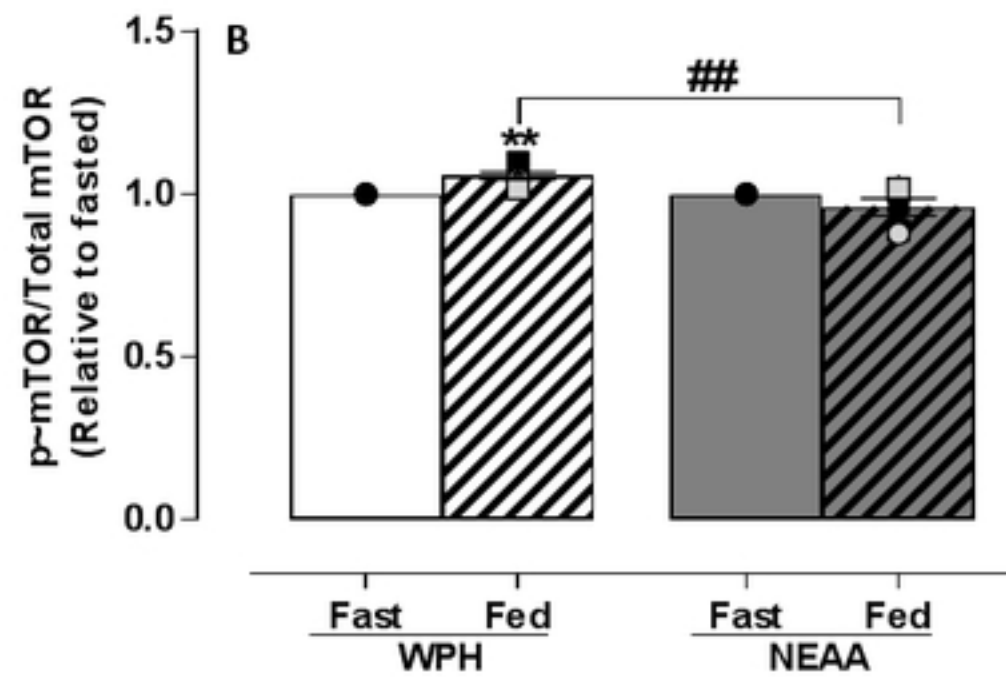 B
p~mTOR/Total mTOR
(Relative to fasted)
1.5
1.0
0.5
0.0
##
**
Fast Fed Fast Fed
WPH NEAA